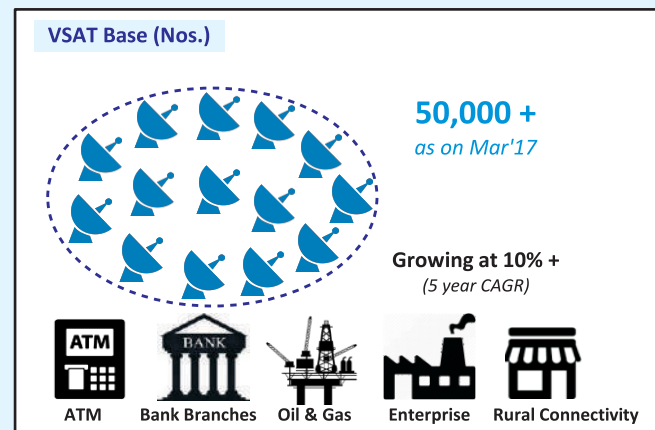 VSAT Base (Nos.)
50,000 +
as on Mar'17
Growing at 10% +
(5 year CAGR)
ATM
BANK
ATM
Bank Branches
Oil & Gas
Enterprise
Rural Connectivity